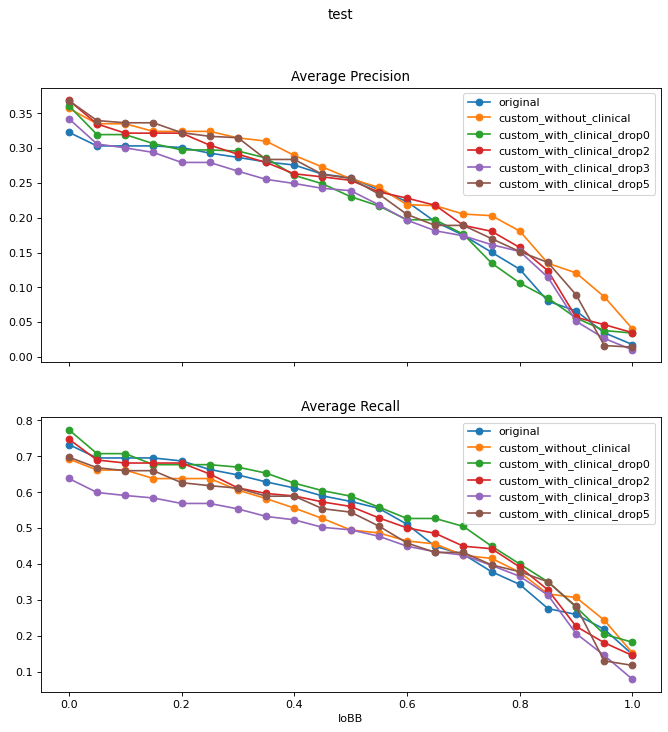 test
Average Precision
original
custom_without_clinical
custom_with_clinical_drop0
custom_with_clinical_drop2
custom_with_clinical_drop3
custom_with_clinical_drop5
0.35
0.30
0.25
0.20
0.15
0.10
0.05
0.00
Average Recall
original
custom_without_clinical
custom_with_clinical_drop0
custom_with_clinical_drop2
custom_with_clinical_drop3
custom_with_clinical_drop5
0.8
0.7
0.6
0.5
0.4
0.3
0.2
0.1
0.0 0.2 0.4 0.6 0.8 1.0
IoBB